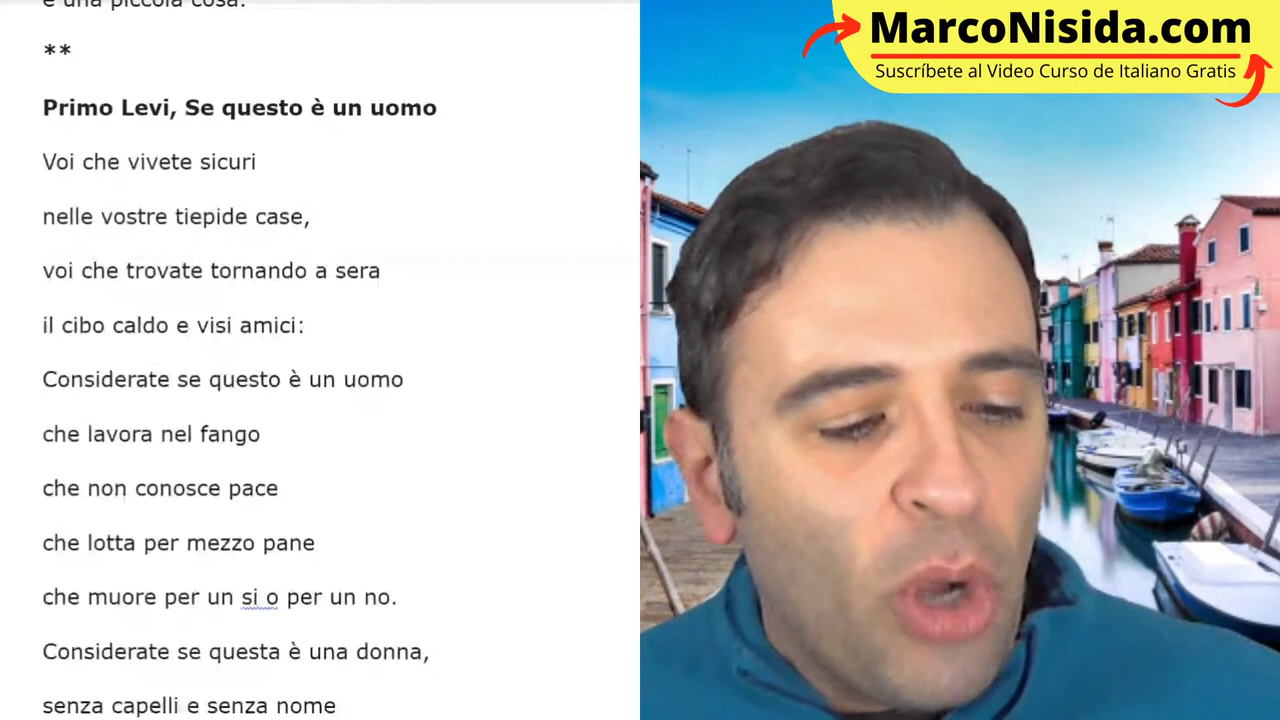 è una piccola cosa.
**
Primo Levi, Se questo è un uomo
Voi che vivete sicuri
nelle vostre tiepide case,
voi che trovate tornando a sera
il cibo caldo e visi amici:
Considerate se questo è un uomo
che lavora nel fango
che non conosce pace
che lotta per mezzo pane
che muore per un si o per un no.
Considerate se questa è una donna,
senza capelli e senza nome
MarcoNisida.com
Suscríbete al Video Curso de Italiano Gratis